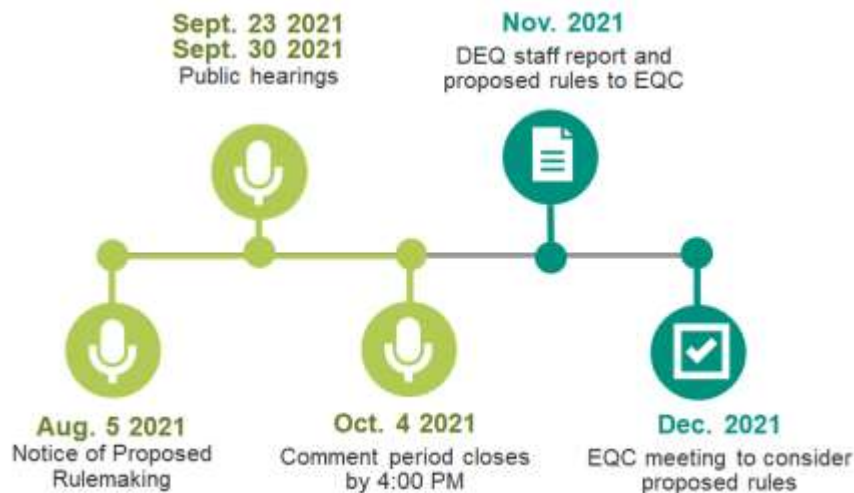 Sept. 23 2021
Sept. 30 2021
Public hearings
Nov. 2021
DEQ staff report and
proposed rules to EQC
Aug. 5 2021
Notice of Proposed
Rulemaking
Oct. 4 2021
Comment period closes
by 4:00 PM
Dec. 2021
EQC meeting to consider
proposed rules